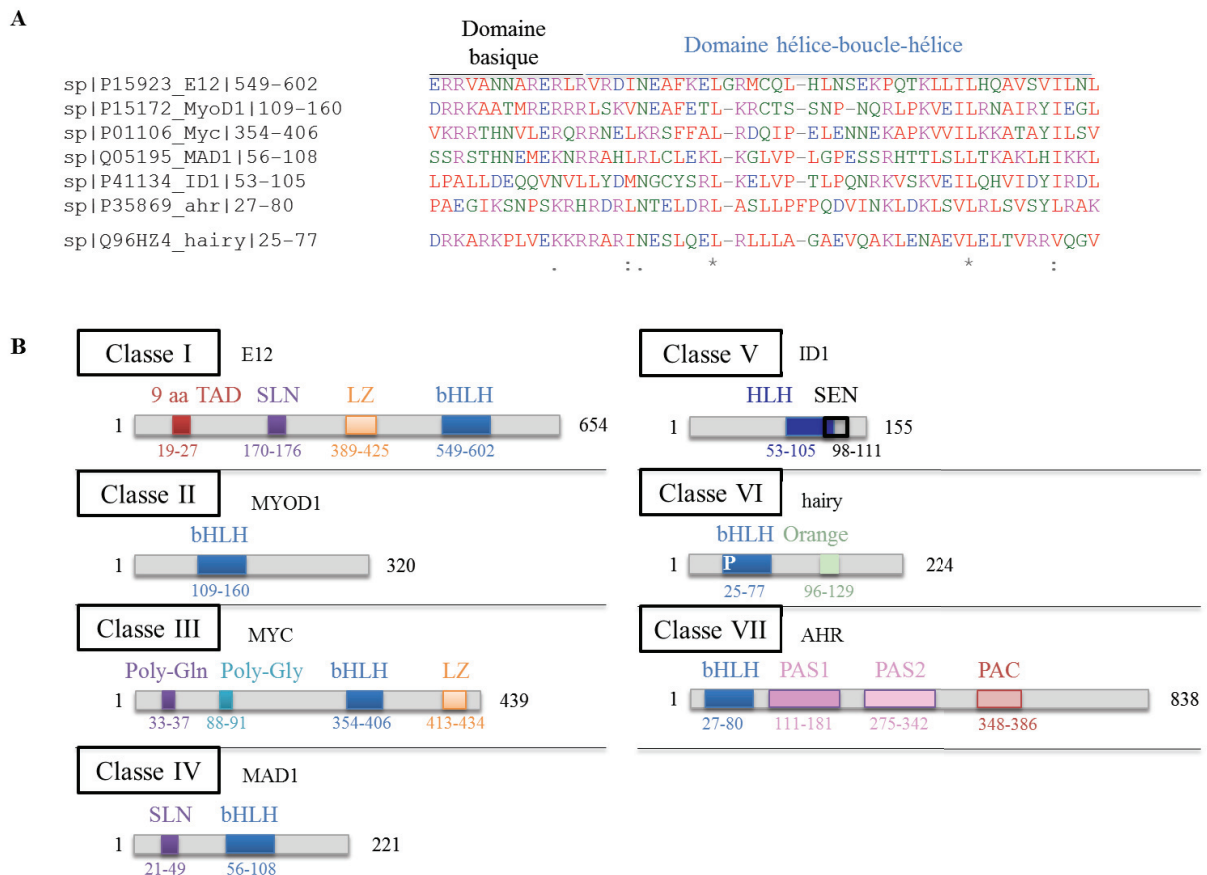 A
Domaine
basique
Domaine hélice-boucle-hélice
sp|P15923_E12|549-602 ERRVANNARERLRVRDINEAFKELGRMCQL-HLNSEKPQTKLLILHQAVSVILNL
sp|P15172_MyoD1|109-160 DRRKAATMRERRRLSKVNEAFETL-KRCTS-SNP-NQRLPKVEILRNAIRYIEGL
sp|P01106_Myc|354-406 VKRRTHNVLERQRRNELKRSFFAL-RDQIP-ELENNEKAPKVVILKKATAYILSV
sp|Q05195_MAD1|56-108 SSRSTHNEMEKNRRAHLRLCLEKL-KGLVP-LGPESSRHTTLSLLTKAKLHIKKL
sp|P41134_ID1|53-105 LPALLDEQQVNVLLYDMNGCYSRL-KELVP-TLPQNRKVSKVEILQHVIDYIRDL
sp|P35869_ahr|27-80 PAEGIKSNPSKRHRDRLNTELDRL-ASLLPFPQDVINKLDKLSVLRLSVSYLRAK
sp|Q96HZ4_hairy|25-77 DRKARKPLVEKKRRARINESLQEL-RLLLA-GAEVQAKLENAEVLELTVRRVQGV
. :. * * :
B
Classe I E12
9 aa TAD SLN LZ bHLH
1 654
19-27 170-176 389-425 549-602
Classe II MYOD1
bHLH
1 320
109-160
Classe III MYC
Poly-Gln Poly-Gly bHLH LZ
1 439
33-37 88-91 354-406 413-434
Classe IV MAD1
SLN bHLH
1 221
21-49 56-108
Classe V ID1
HLH SEN
1 155
53-105 98-111
Classe VI hairy
bHLH Orange
1 P 224
25-77 96-129
Classe VII AHR
bHLH PAS1 PAS2 PAC
1 838
27-80 111-181 275-342 348-386